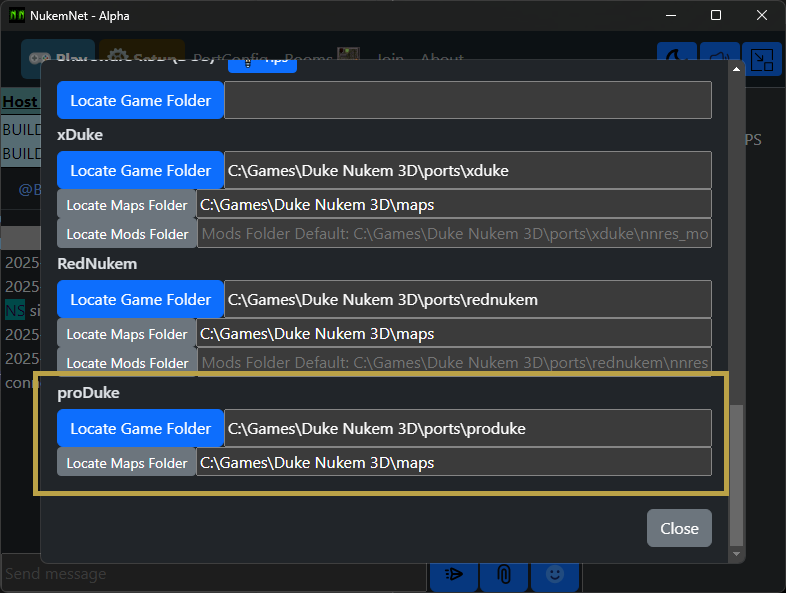 NukemNet - Alpha
Locate Game Folder
xDuke
Locate Game Folder C:\Games\Duke Nukem 3D\ports\xduke
Locate Maps Folder C:\Games\Duke Nukem 3D\maps
Locate Mods Folder Mods Folder Default: C:\Games\Duke Nukem 3D\ports\xduke\nnres_mo
RedNukem
Locate Game Folder C:\Games\Duke Nukem 3D\ports\rednukem
Locate Maps Folder C:\Games\Duke Nukem 3D\maps
Locate Mods Folder Mods Folder Default: C:\Games\Duke Nukem 3D\ports\rednukem\nnres
proDuke
Locate Game Folder C:\Games\Duke Nukem 3D\ports\produke
Locate Maps Folder C:\Games\Duke Nukem 3D\maps
Close
Host
BUILD
BUILD
PS
@B
2025
2025
NS si
2025
2025
conn
Send message